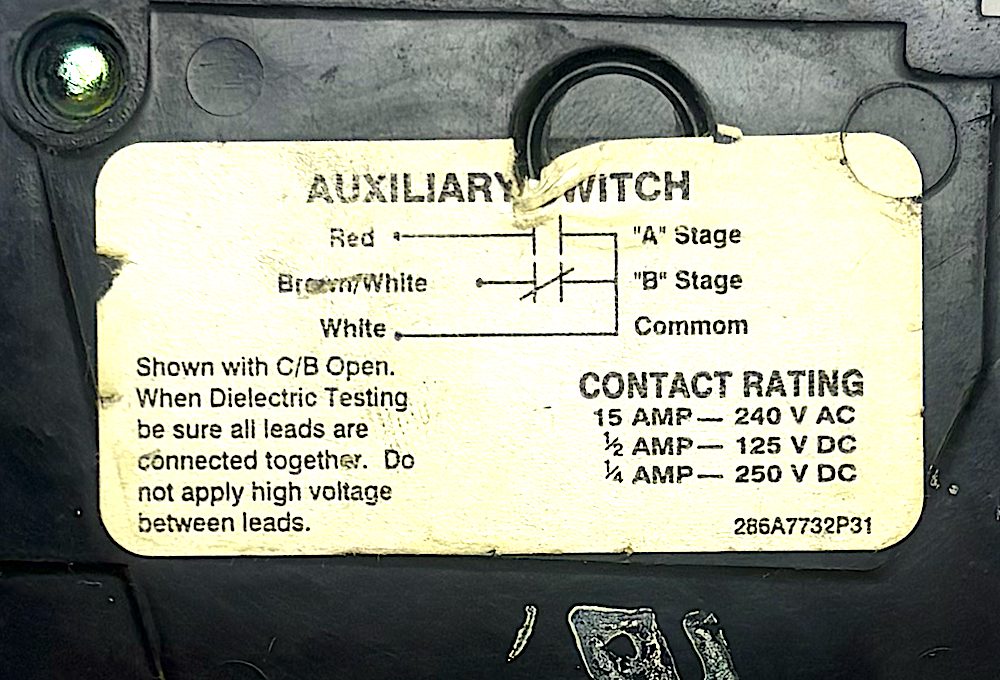 AUXILIARY SWITCH
Red "A" Stage
Brown/White "B" Stage
White Commom
Shown with C/B Open.
When Dielectric Testing
be sure all leads are
connected together. Do
not apply high voltage
between leads.
CONTACT RATING
15 AMP— 240 V AC
½ AMP— 125 V DC
¼ AMP— 250 V DC
286A7732P31